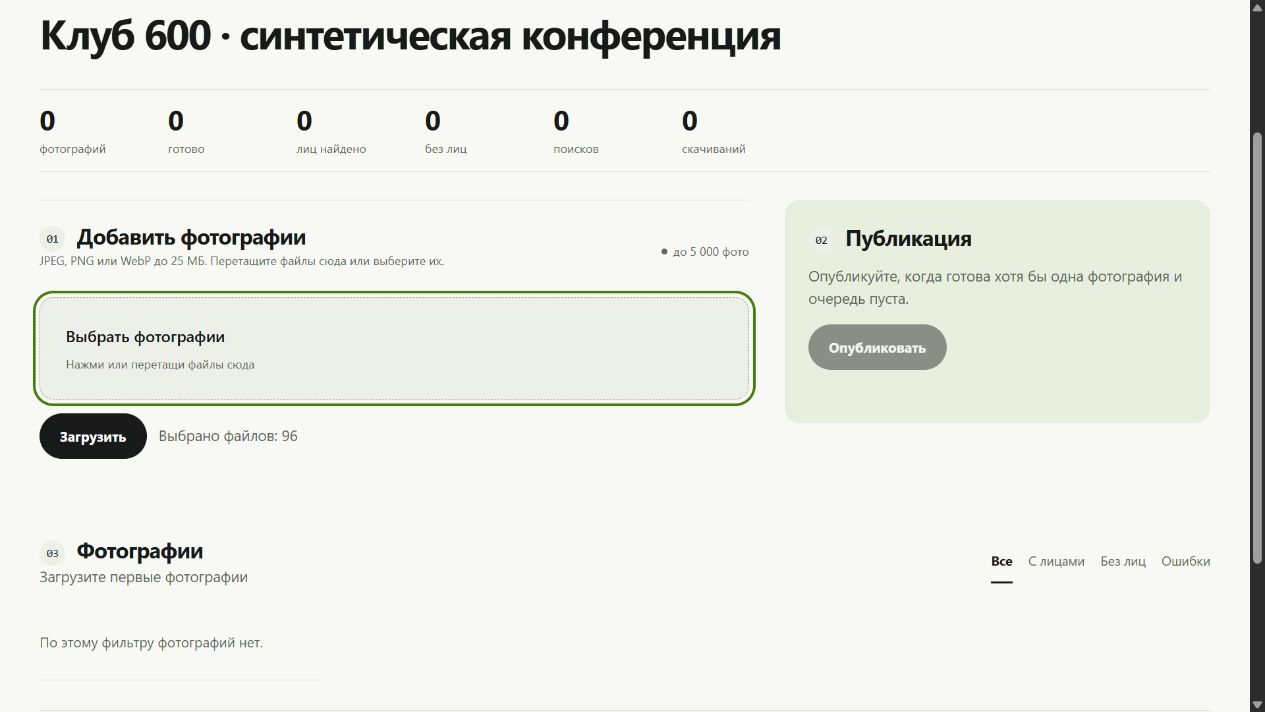 Клуб 600 · синтетическая конференция
0 0 0 0 0 0
фотографий готово лиц найдено без лиц поисков скачиваний
01 Добавить фотографии
JPEG, PNG или WebP до 25 МБ. Перетащите файлы сюда или выберите их.
• до 5 000 фото
Выбрать фотографии
Нажми или перетащи файлы сюда
Загрузить Выбрано файлов: 96
02 Публикация
Опубликуйте, когда готова хотя бы одна фотография и
очередь пуста.
Опубликовать
03 Фотографии
Загрузите первые фотографии
Все С лицами Без лиц Ошибки
По этому фильтру фотографий нет.